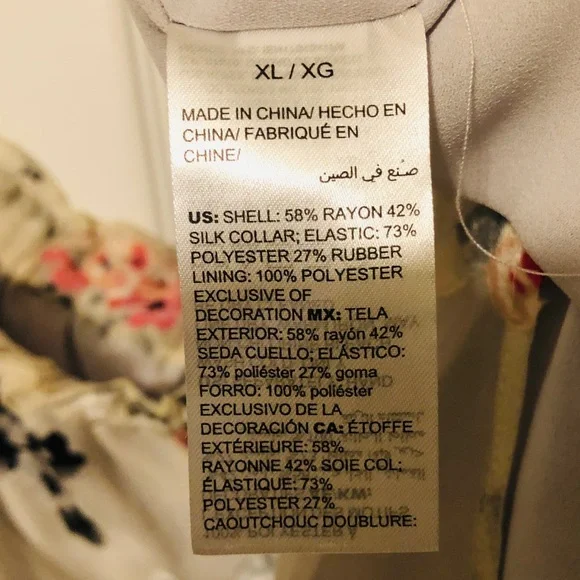 XL / XG
MADE IN CHINA/ HECHO EN
CHINA/ FABRIQUÉ EN
CHINE/
صنع في الصين
US: SHELL: 58% RAYON 42%
SILK COLLAR; ELASTIC: 73%
POLYESTER 27% RUBBER
LINING: 100% POLYESTER
EXCLUSIVE OF
DECORATION MX: TELA
EXTERIOR: 58% rayón 42%
SEDA CUELLO; ELÁSTICO:
73% poliéster 27% goma
FORRO: 100% poliéster
EXCLUSIVO DE LA
DECORACIÓN CA: ÉTOFFE
EXTÉRIEURE: 58%
RAYONNE 42% SOIE COL;
ÉLASTIQUE: 73%
POLYESTER 27%
CAOUTCHOUC DOUBLURE: